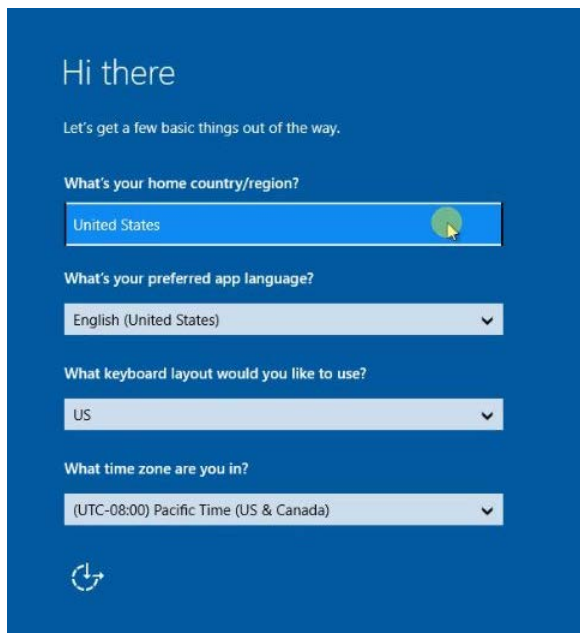 Hi there
Let's get a few basic things out of the way.
What's your home country/region?
United States
What's your preferred app language?
English (United States)
What keyboard layout would you like to use?
US
What time zone are you in?
(UTC-08:00) Pacific Time (US & Canada)